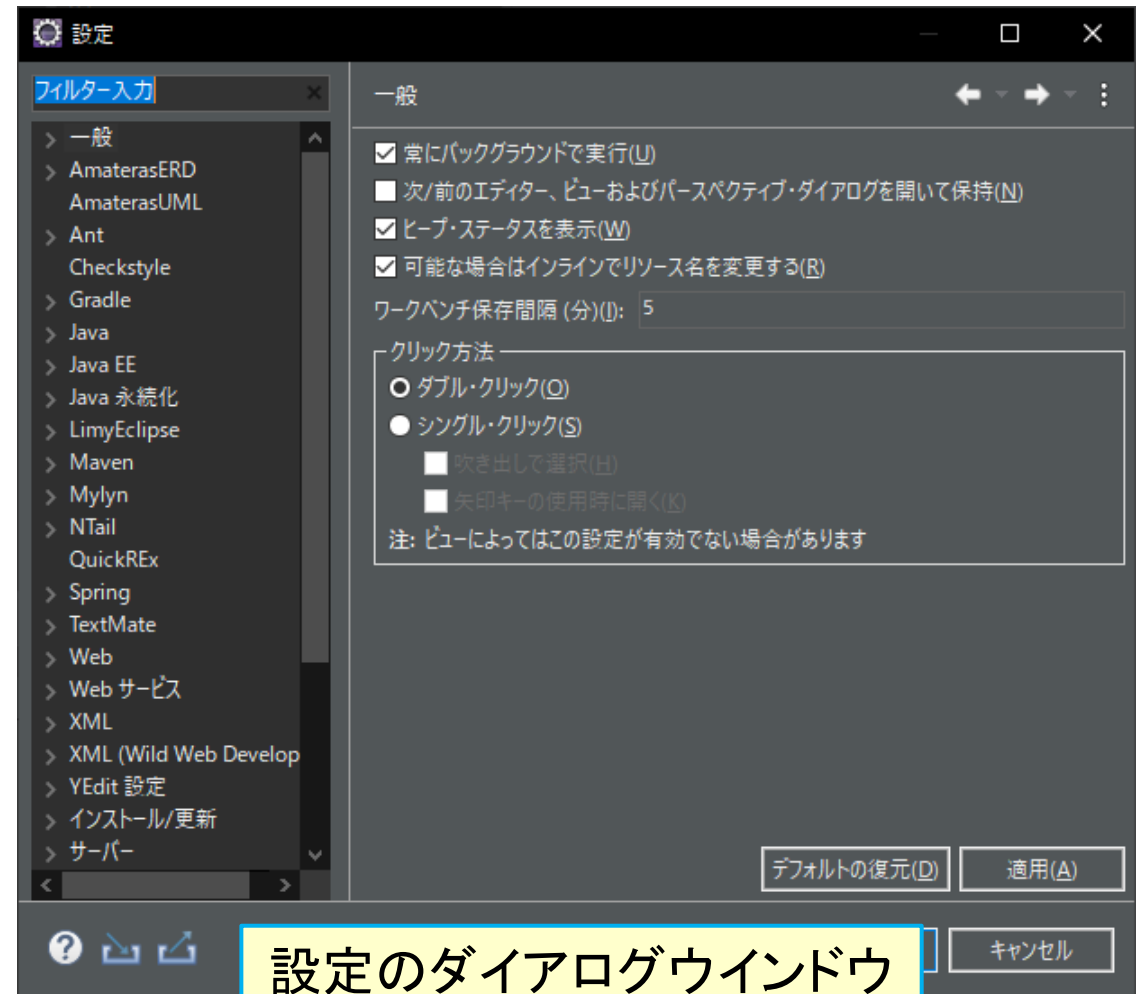 設定
フィルター入力
一般
AmaterasERD
AmaterasUML
Ant
Checkstyle
Gradle
Java
Java EE
Java 永続化
LimyEclipse
Maven
Mylyn
NTail
QuickREx
Spring
TextMate
Web
Web サービス
XML
XML (Wild Web Develop
YEdit 設定
インストール/更新
サーバー
一般
常にバックグラウンドで実行(U)
次/前のエディター、ビューおよびパースペクティブ・ダイアログを開いて保持(N)
ヒープ・ステータスを表示(W)
可能な場合はインラインでリソース名を変更する(R)
ワークベンチ保存間隔 (分)(I): 5
クリック方法
ダブル・クリック(O)
シングル・クリック(S)
吹き出しで選択(H)
矢印キーの使用時に開く(K)
注: ビューによってはこの設定が有効でない場合があります
デフォルトの復元(D) 適用(A)
キャンセル
設定のダイアログウインドウ